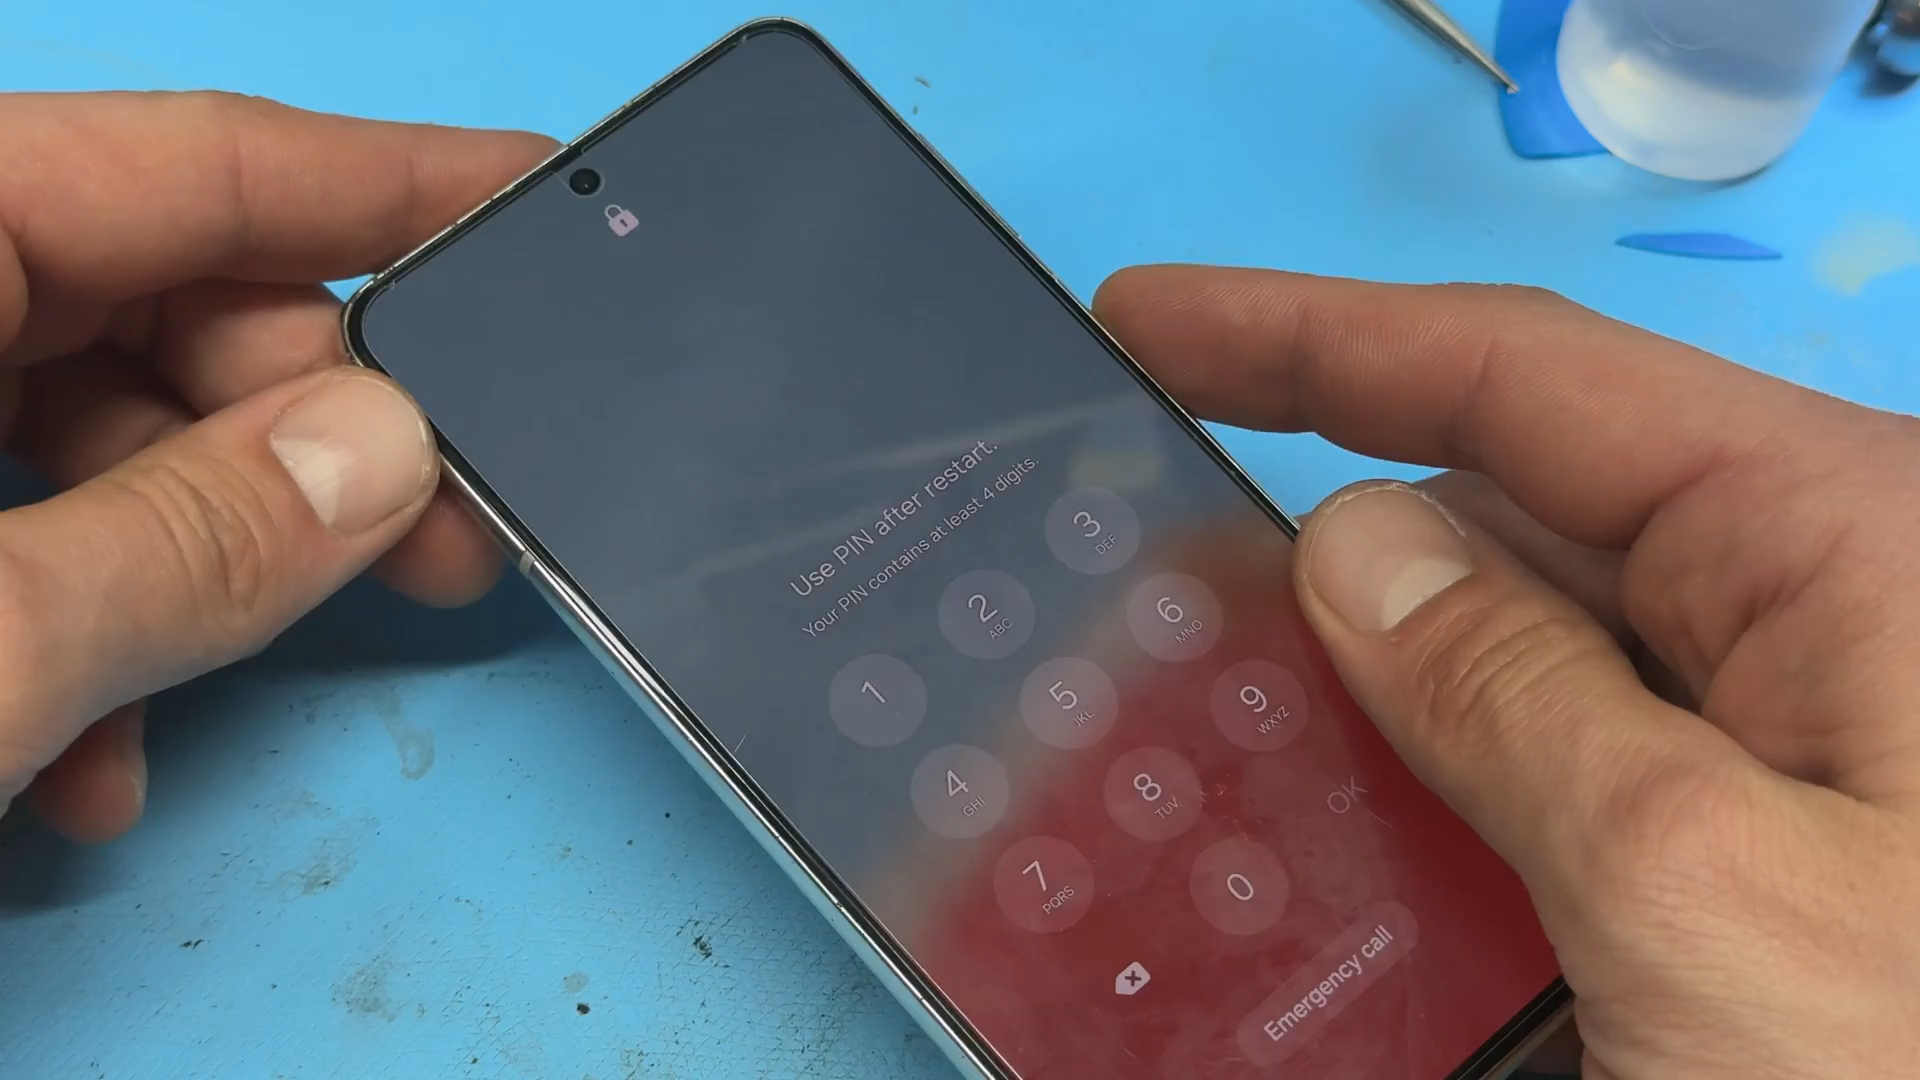 Use PIN after restart.
Your PIN contains at least 4 digits.
1
2 ABC
3 DEF
4 GHI
5 JKL
6 MNO
7 PQRS
8 TUV
9 WXYZ
0
OK
Emergency call